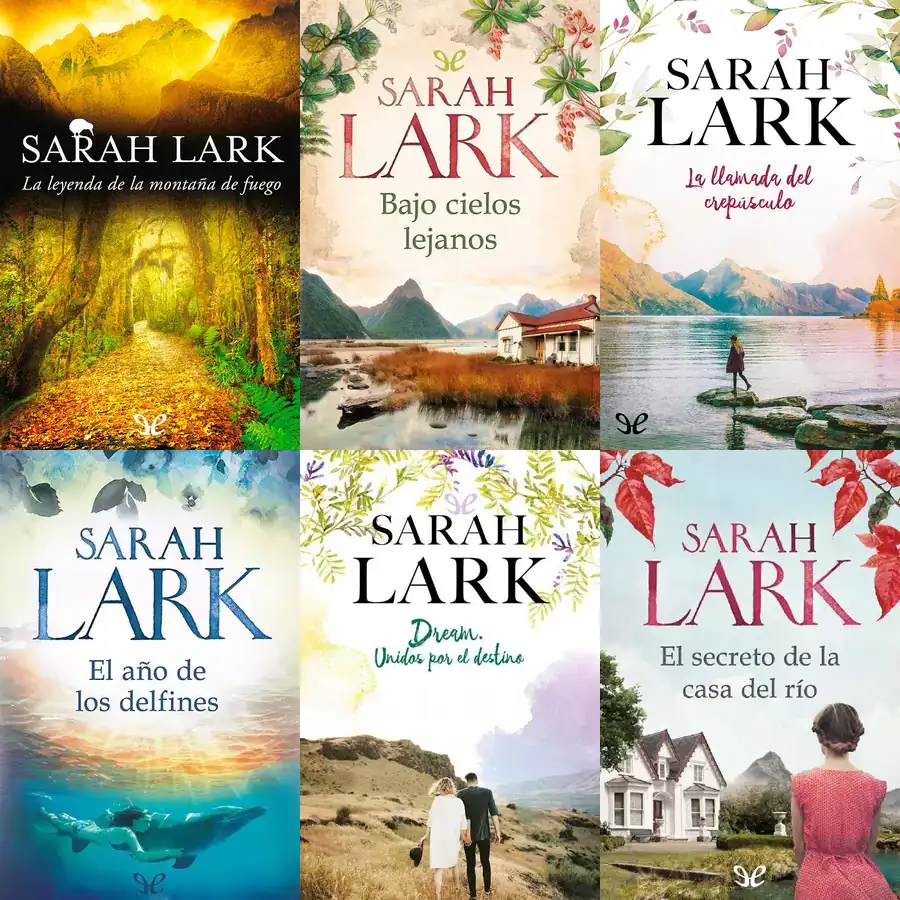 SARAH LARK
La leyenda de la montaña de fuego
SARAH
LARK
Bajo cielos
lejanos
SARAH
LARK
La llamada del
crepúsculo
SARAH
LARK
El año de
los delfines
SARAH
LARK
Dream.
Unidos por el destino
SARAH
LARK
El secreto de la
casa del río